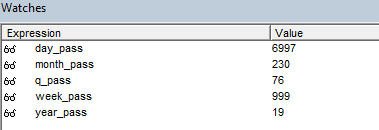 Watches
Expression Value
day_pass 6997
month_pass 230
q_pass 76
week_pass 999
year_pass 19